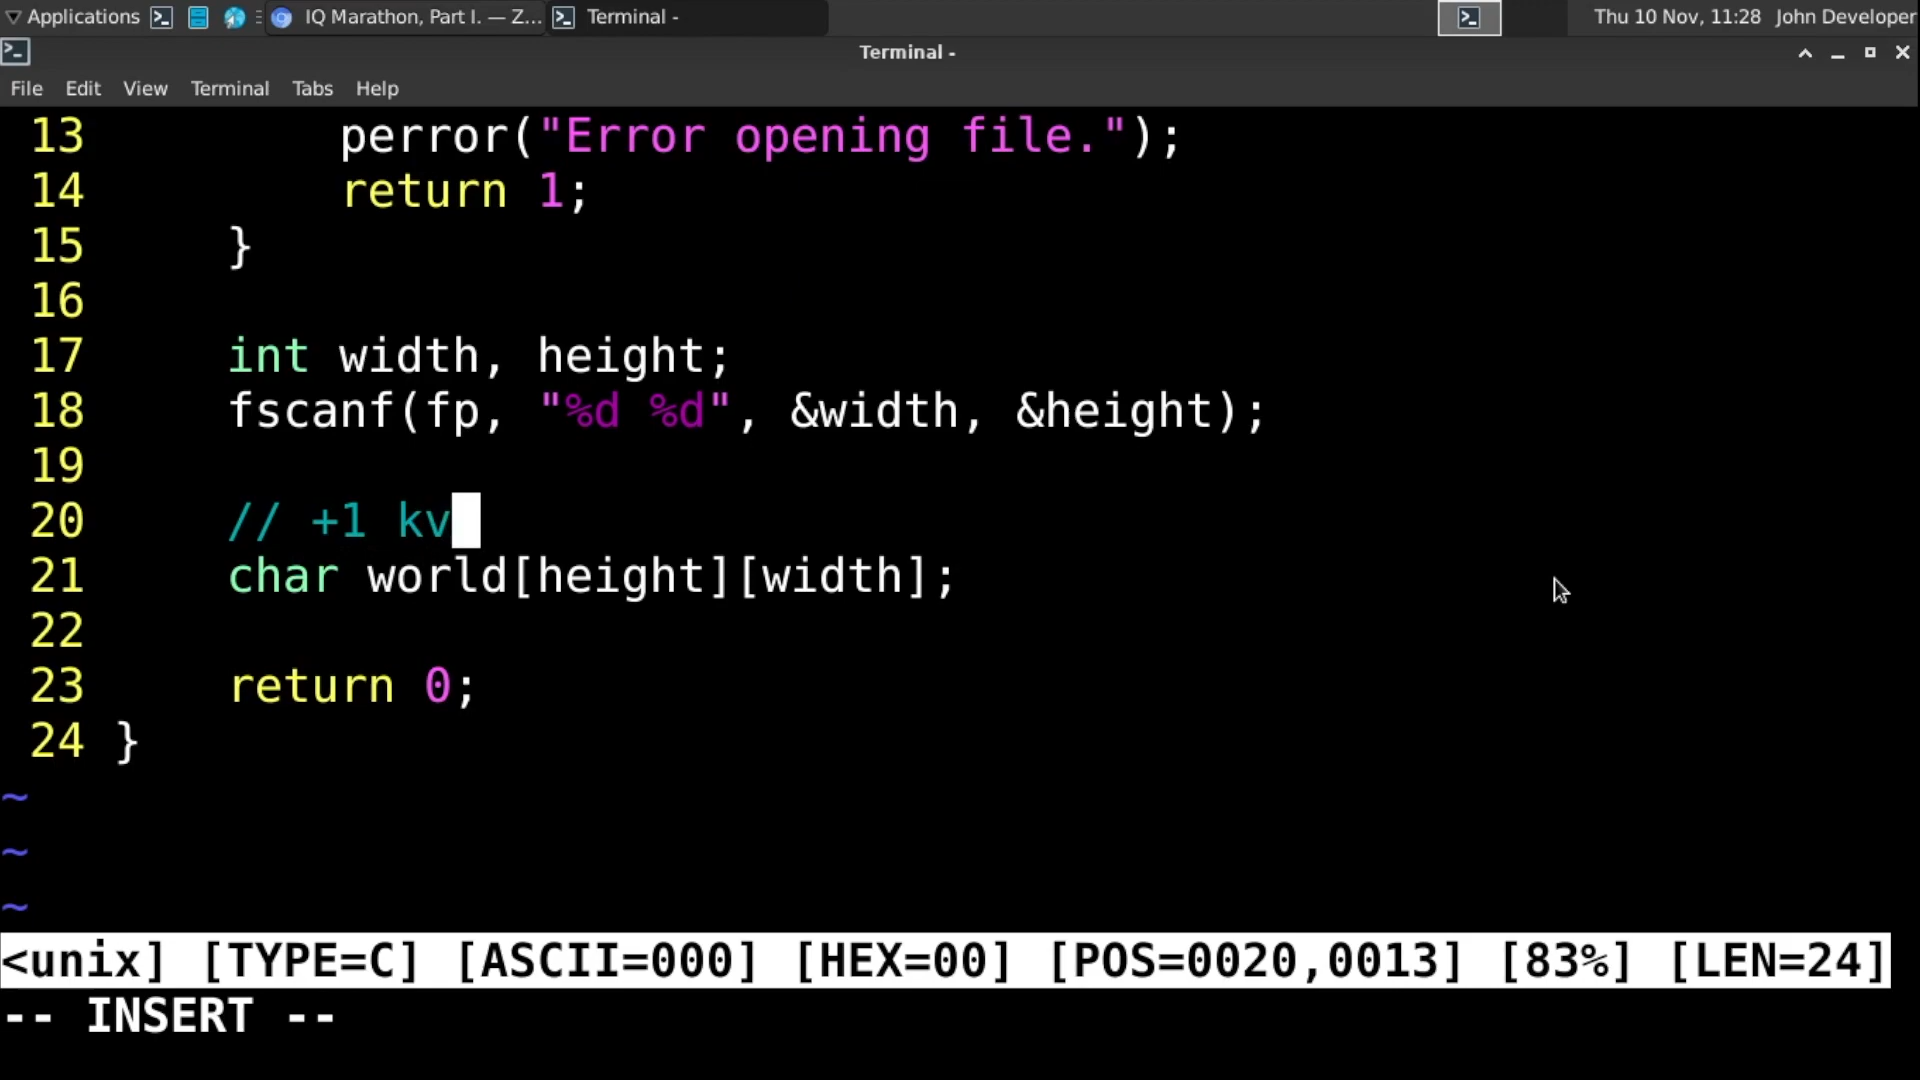 Applications IQ Marathon, Part I. — Z... Terminal - Thu 10 Nov, 11:28 John Developer
Terminal -
File Edit View Terminal Tabs Help
13 perror("Error opening file.");
14 return 1;
15 }
16
17 int width, height;
18 fscanf(fp, "%d %d", &width, &height);
19
20 // +1 kv
21 char world[height][width];
22
23 return 0;
24 }
~
~
~
<unix] [TYPE=C] [ASCII=000] [HEX=00] [POS=0020,0013] [83%] [LEN=24]
-- INSERT --